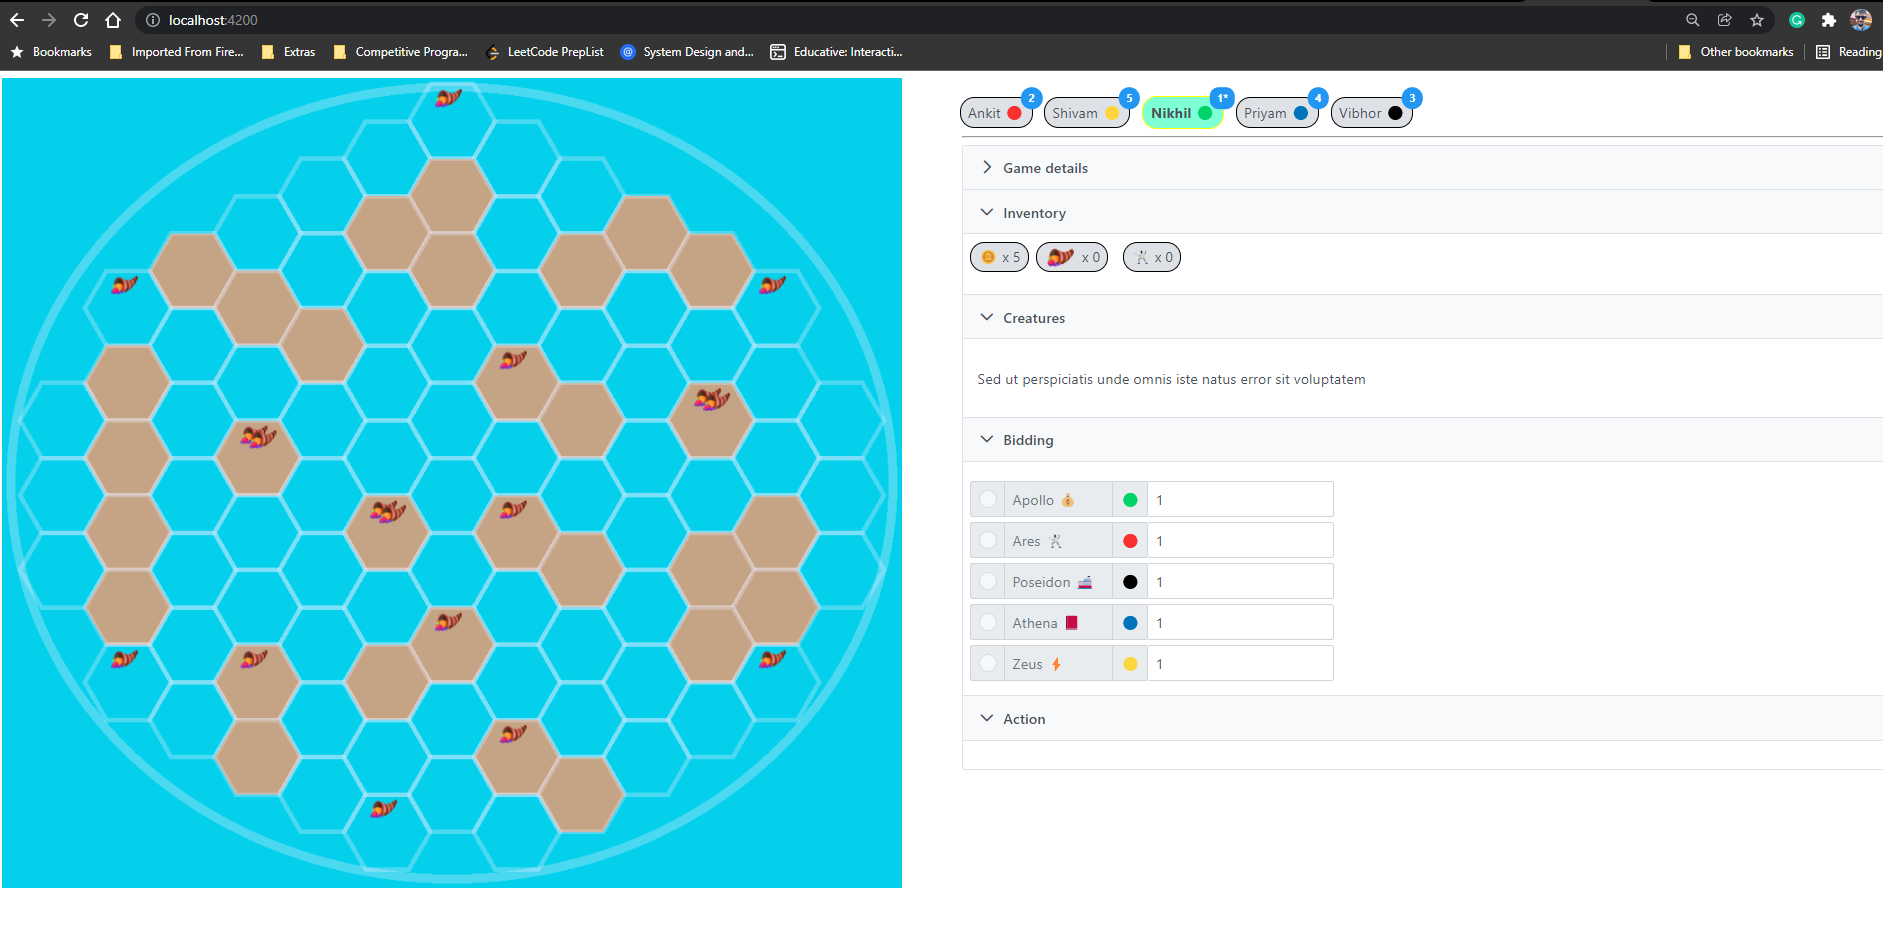 localhost:4200
Bookmarks Imported From Fire... Extras Competitive Progra... LeetCode PrepList System Design and... Educative: Interacti... Other bookmarks Reading
2 5 1* 4 3
Ankit Shivam Nikhil Priyam Vibhor
Game details
Inventory
x 5 x 0 x 0
Creatures
Sed ut perspiciatis unde omnis iste natus error sit voluptatem
Bidding
Apollo 1
Ares 1
Poseidon 1
Athena 1
Zeus 1
Action